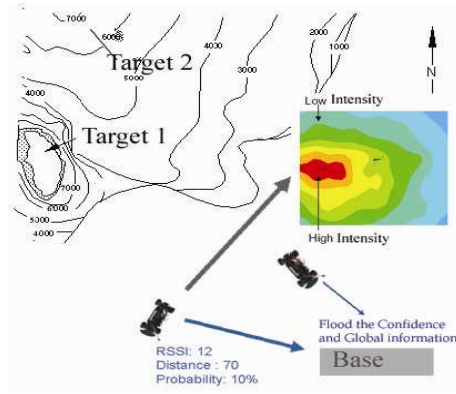 7000
6000
Target 2
5000
4000
3000
2000
1000
N
4000
Target 1
7000
6000
5000
4000
Low Intensity
High Intensity
RSSI: 12
Distance : 70
Probability: 10%
Flood the Confidence
and Global information
Base